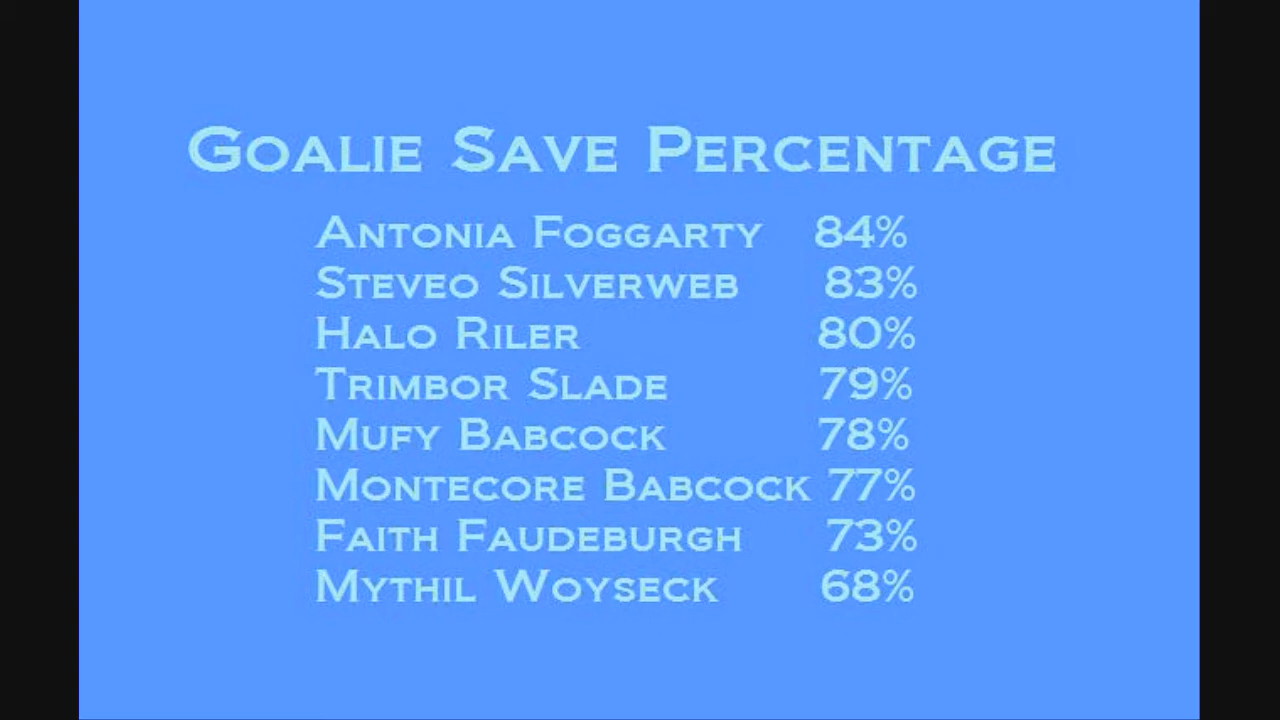 Goalie Save Percentage
Antonia Foggarty 84%
Steveo Silverweb 83%
Halo Riler 80%
Trimbor Slade 79%
Mufy Babcock 78%
Montecore Babcock 77%
Faith Faudeburgh 73%
Mythil Woyseck 68%